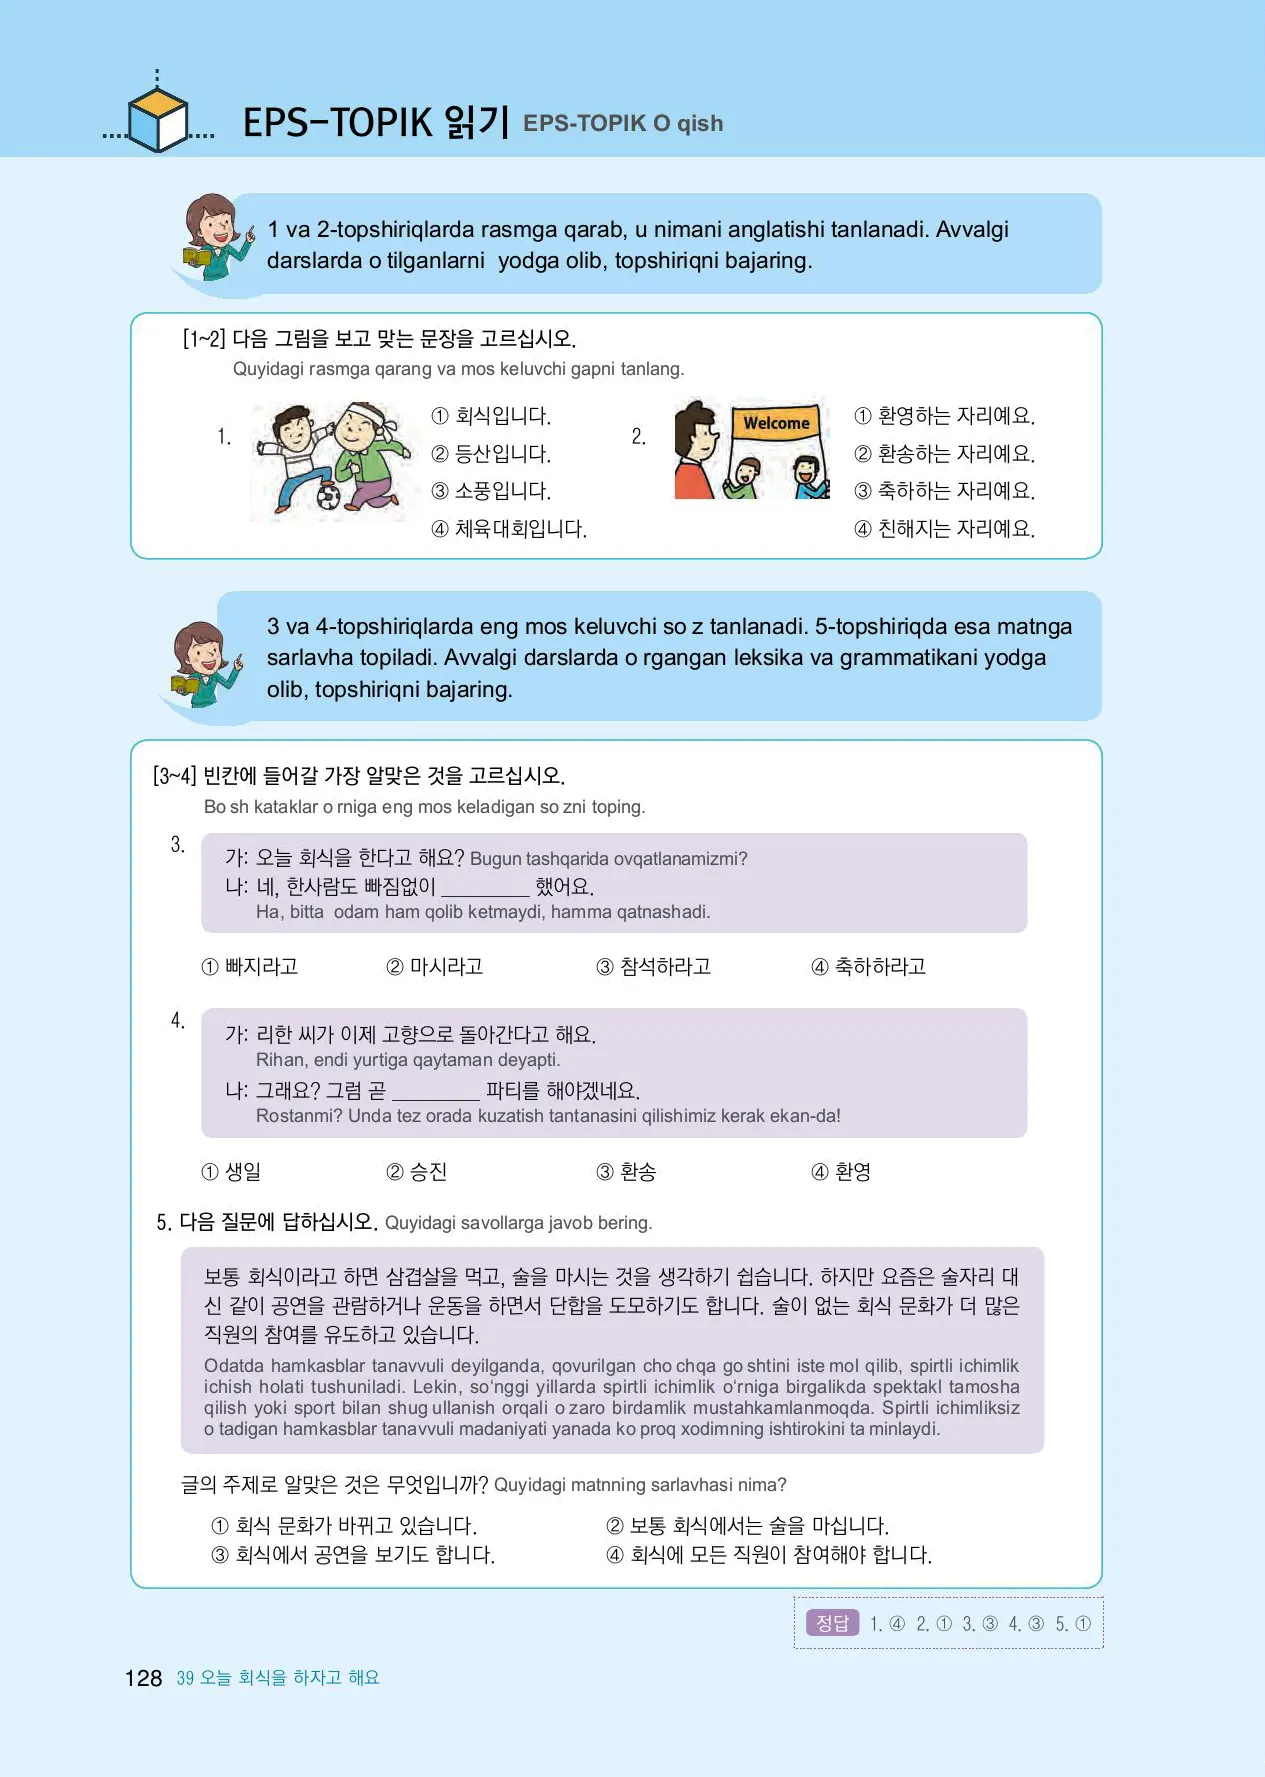 EPS-TOPIK 읽기 EPS-TOPIK O qish
1 va 2-topshiriqlarda rasmga qarab, u nimani anglatishi tanlanadi. Avvalgi
darslarda o tilganlarni yodga olib, topshiriqni bajaring.
[1~2] 다음 그림을 보고 맞는 문장을 고르십시오.
Quyidagi rasmga qarang va mos keluvchi gapni tanlang.
1.
① 회식입니다.
② 등산입니다.
③ 소풍입니다.
④ 체육대회입니다.
2.
Welcome
① 환영하는 자리예요.
② 환송하는 자리예요.
③ 축하하는 자리예요.
④ 친해지는 자리예요.
3 va 4-topshiriqlarda eng mos keluvchi so z tanlanadi. 5-topshiriqda esa matnga
sarlavha topiladi. Avvalgi darslarda o rgangan leksika va grammatikani yodga
olib, topshiriqni bajaring.
[3~4] 빈칸에 들어갈 가장 알맞은 것을 고르십시오.
Bo sh kataklar o rniga eng mos keladigan so zni toping.
3.
가: 오늘 회식을 한다고 해요? Bugun tashqarida ovqatlanamizmi?
나: 네, 한사람도 빠짐없이 ________ 했어요.
Ha, bitta odam ham qolib ketmaydi, hamma qatnashadi.
① 빠지라고 ② 마시라고 ③ 참석하라고 ④ 축하하라고
4.
가: 리한 씨가 이제 고향으로 돌아간다고 해요.
Rihan, endi yurtiga qaytaman deyapti.
나: 그래요? 그럼 곧 ________ 파티를 해야겠네요.
Rostanmi? Unda tez orada kuzatish tantanasini qilishimiz kerak ekan-da!
① 생일 ② 승진 ③ 환송 ④ 환영
5. 다음 질문에 답하십시오. Quyidagi savollarga javob bering.
보통 회식이라고 하면 삼겹살을 먹고, 술을 마시는 것을 생각하기 쉽습니다. 하지만 요즘은 술자리 대
신 같이 공연을 관람하거나 운동을 하면서 단합을 도모하기도 합니다. 술이 없는 회식 문화가 더 많은
직원의 참여를 유도하고 있습니다.
Odatda hamkasblar tanavvuli deyilganda, qovurilgan cho chqa go shtini iste mol qilib, spirtli ichimlik
ichish holati tushuniladi. Lekin, so‘nggi yillarda spirtli ichimlik o‘rniga birgalikda spektakl tamosha
qilish yoki sport bilan shug ullanish orqali o zaro birdamlik mustahkamlanmoqda. Spirtli ichimliksiz
o tadigan hamkasblar tanavvuli madaniyati yanada ko proq xodimning ishtirokini ta minlaydi.
글의 주제로 알맞은 것은 무엇입니까? Quyidagi matnning sarlavhasi nima?
① 회식 문화가 바뀌고 있습니다. ② 보통 회식에서는 술을 마십니다.
③ 회식에서 공연을 보기도 합니다. ④ 회식에 모든 직원이 참여해야 합니다.
정답 1. ④ 2. ① 3. ③ 4. ③ 5. ①
128 39 오늘 회식을 하자고 해요